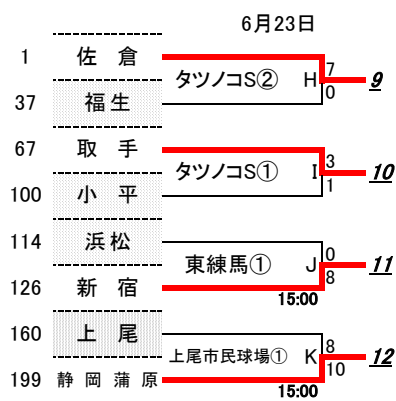 6月23日
1 佐倉
タツノコS② H 7 9
37 福生 0
67 取手
タツノコS① I 3 10
100 小平 1
114 浜松
東練馬① J 0 11
126 新宿 8
15:00
160 上尾
上尾市民球場① K 8 12
199 静岡蒲原 10
15:00